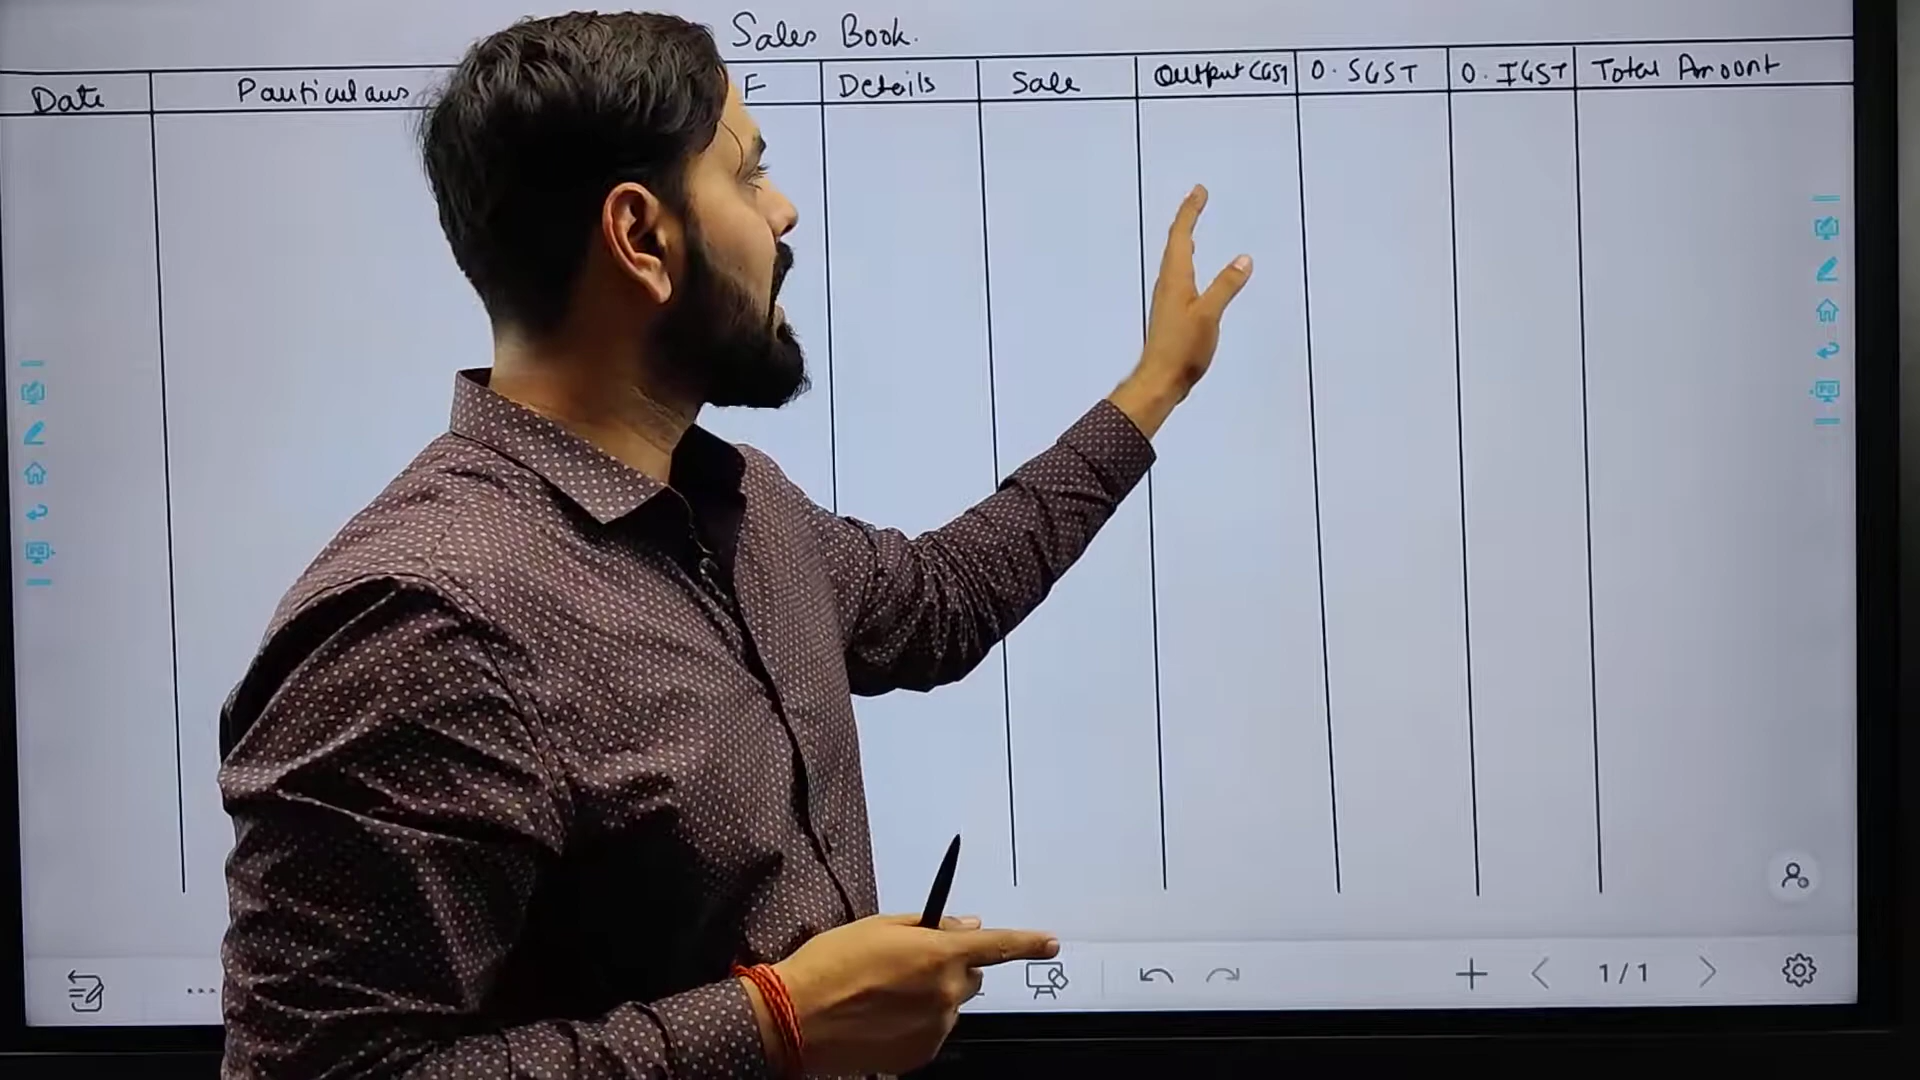 Sales Book.
Date Particulars F Details Sale Output CGST O. SGST O. IGST Total Amount
1/1